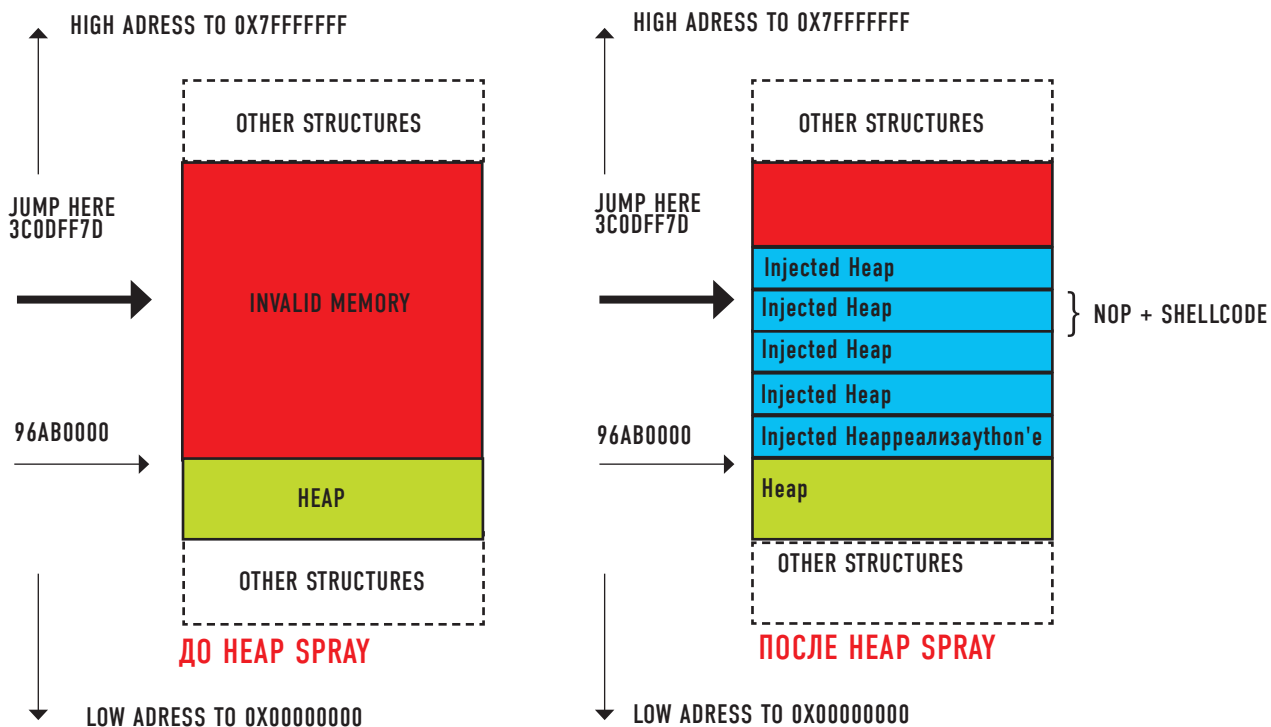 HIGH ADRESS TO 0X7FFFFFFF
OTHER STRUCTURES
JUMP HERE
3C0DFF7D
INVALID MEMORY
96AB0000
HEAP
OTHER STRUCTURES
ДО HEAP SPRAY
LOW ADRESS TO 0X00000000
HIGH ADRESS TO 0X7FFFFFFF
OTHER STRUCTURES
JUMP HERE
3C0DFF7D
Injected Heap
Injected Heap
} NOP + SHELLCODE
Injected Heap
Injected Heap
96AB0000
Injected Heapреализаython'е
Heap
OTHER STRUCTURES
ПОСЛЕ HEAP SPRAY
LOW ADRESS TO 0X00000000